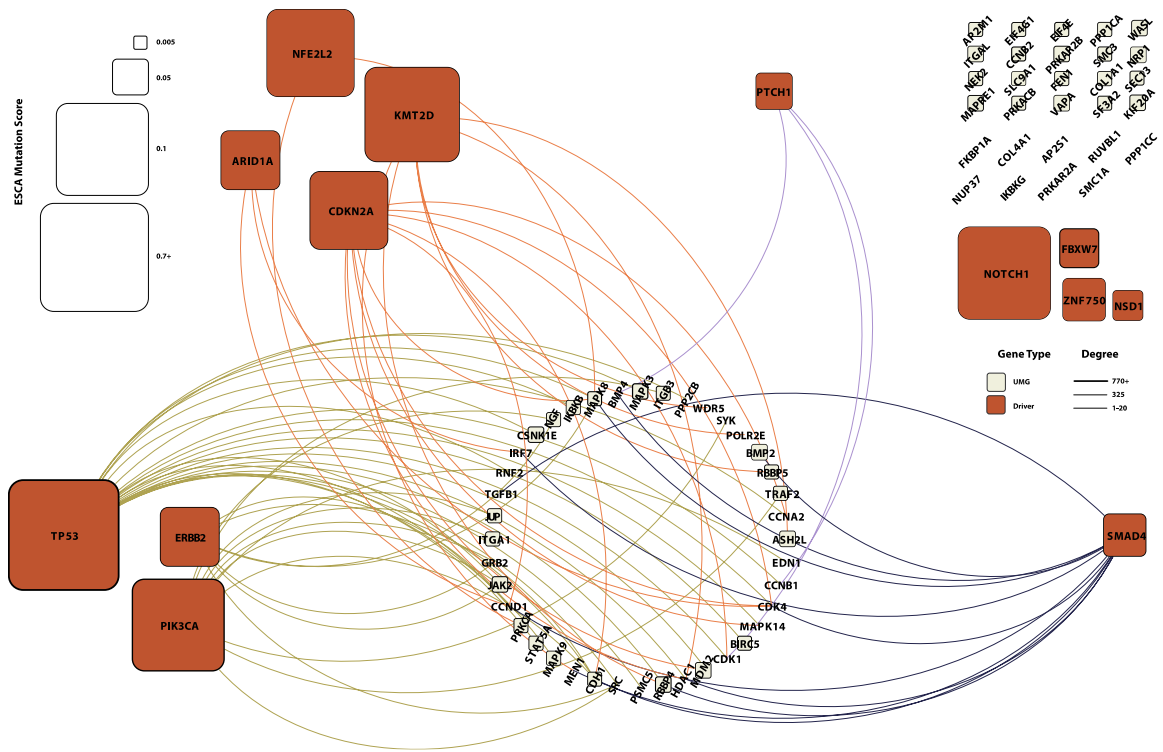 ESCA Mutation Score
0.005
0.05
0.1
0.7+
NFE2L2
KMT2D
ARID1A
CDKN2A
PTCH1
AP2M1
EIF4G1
EIF4E
PPP1CA
WASL
ITGAL
CCNB2
PRKAR2B
SMC3
NRP1
NEK2
SLC9A1
FEN1
COL1A1
SEC13
MAPRE1
PRKACB
VAPA
SF3A2
KIF20A
FKBP1A
COL4A1
AP2S1
RUVBL1
PPP1CC
NUP37
IKBKG
PRKAR2A
SMC1A
NOTCH1
FBXW7
ZNF750
NSD1
Gene Type
UMG
Driver
Degree
770+
325
1–20
TP53
ERBB2
PIK3CA
SMAD4
MAPK8
BMP4
MAPK3
ITGB3
PPP2CB
WDR5
SYK
POLR2E
BMP2
RBBP5
TRAF2
CCNA2
ASH2L
EDN1
CCNB1
CDK4
MAPK14
BIRC5
CDK1
MDM2
HDAC1
RBBP4
PSMC5
SRC
CDH1
MEN1
MAPK9
STAT5A
PRKCA
CCND1
JAK2
GRB2
ITGA1
JUP
TGFB1
RNF2
IRF7
CSNK1E
NGF
IKBKB